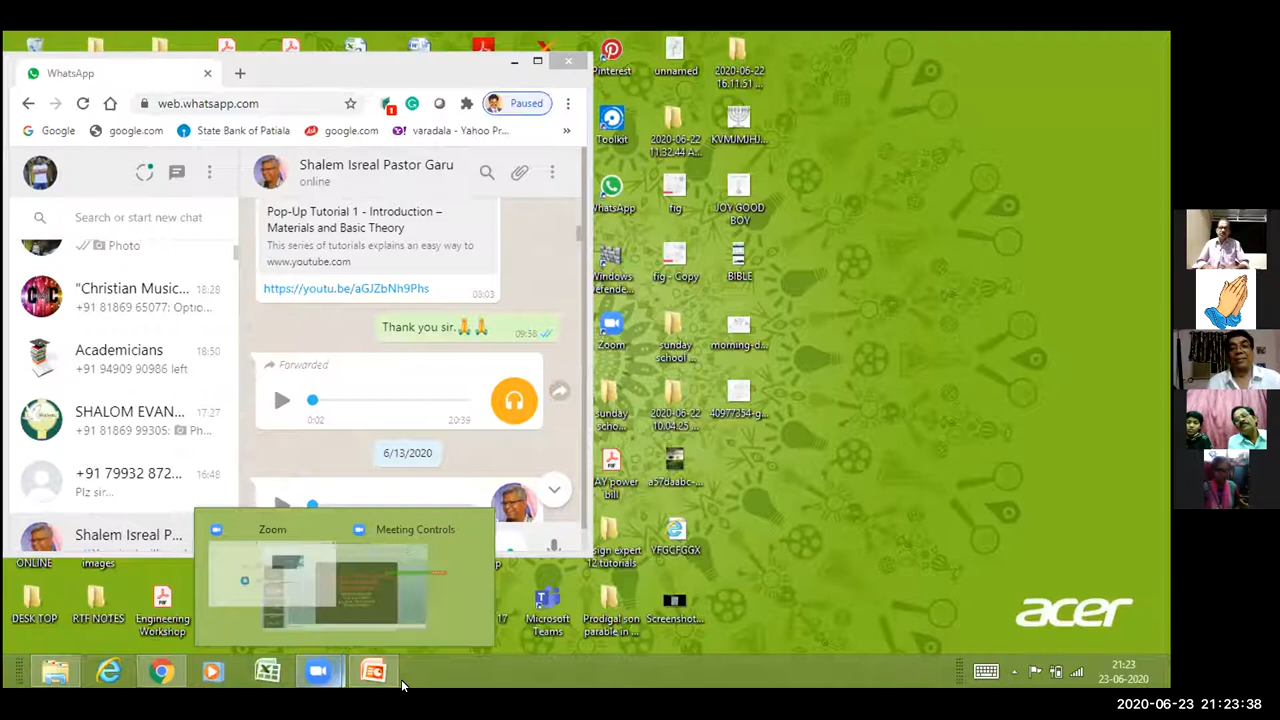 WhatsApp
web.whatsapp.com
Paused
Google
google.com
State Bank of Patiala
google.com
varadala - Yahoo Pr...
»
Shalem Isreal Pastor Garu
online
Search or start new chat
Photo
"Christian Music... 18:28
+91 81869 65077: Optio...
Academicians 18:50
+91 94909 90986 left
SHALOM EVAN... 17:27
+91 81869 99305: Ph...
+91 79932 872... 16:48
Plz sir...
Shalem Isreal P...
Pop-Up Tutorial 1 - Introduction –
Materials and Basic Theory
This series of tutorials explains an easy way to
www.youtube.com
https://youtu.be/aGJZbNh9Phs
08:03
Thank you sir.🙏🙏 09:58
Forwarded
0:02 20:39
6/13/2020
Zoom
Meeting Controls
Pinterest
unnamed
2020-06-22
16.11.51 ...
Toolkit
2020-06-22
11.32.44 A...
KVMJMJHJ...
WhatsApp
fig
JOY GOOD
BOY
Windows
Defende...
fig - Copy
BIBLE
Zoom
sunday
school ...
morning-d...
sunday
scho...
2020-06-22
10.04.25 ...
40977354-g...
AY power
bill
a57daabc-...
sign expert
12 tutorials
YFGCFGGX
ONLINE
images
DESK TOP
RTF NOTES
Engineering
Workshop
17
Microsoft
Teams
Prodigal son
parable in ...
Screenshot...
acer
21:23
23-06-2020
2020-06-23 21:23:38